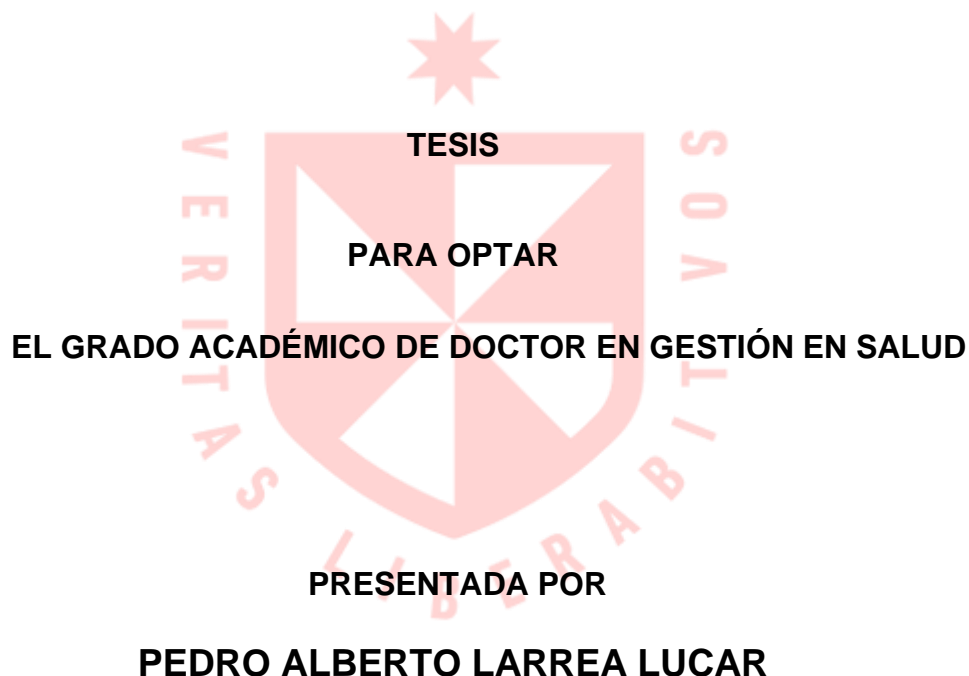 VERITAS LIBERABIT VOS
TESIS
PARA OPTAR
EL GRADO ACADÉMICO DE DOCTOR EN GESTIÓN EN SALUD
PRESENTADA POR
PEDRO ALBERTO LARREA LUCAR